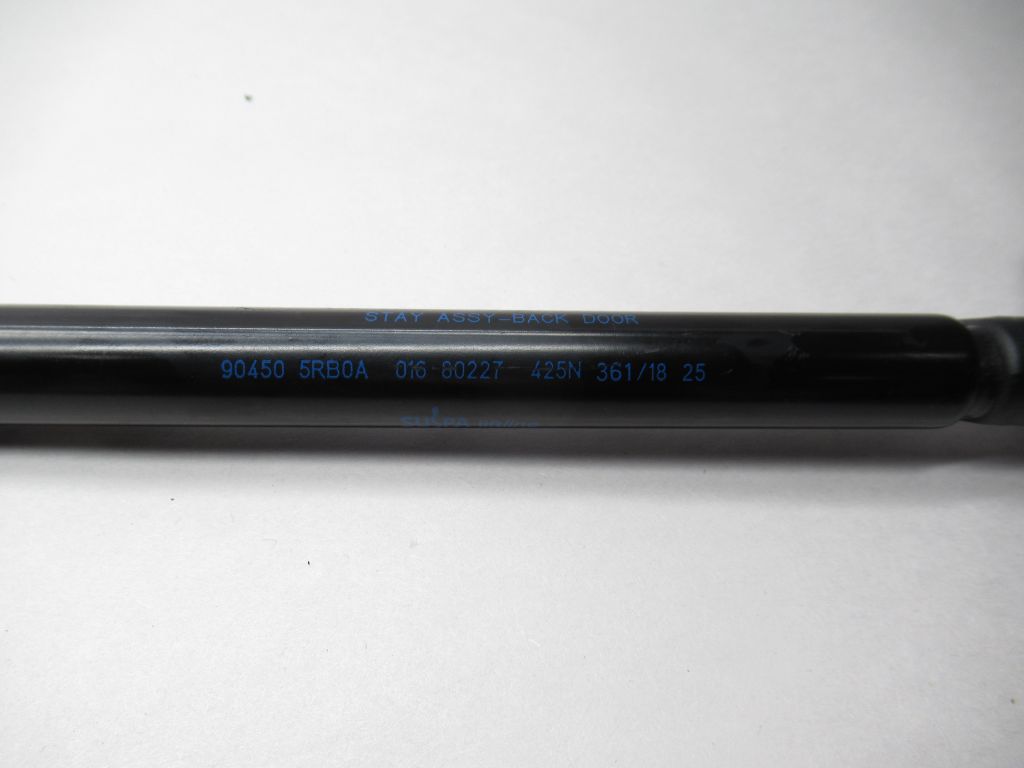 STAY ASSY-BACK DOOR
90450 5RB0A 016-80227 425N 361/18 25